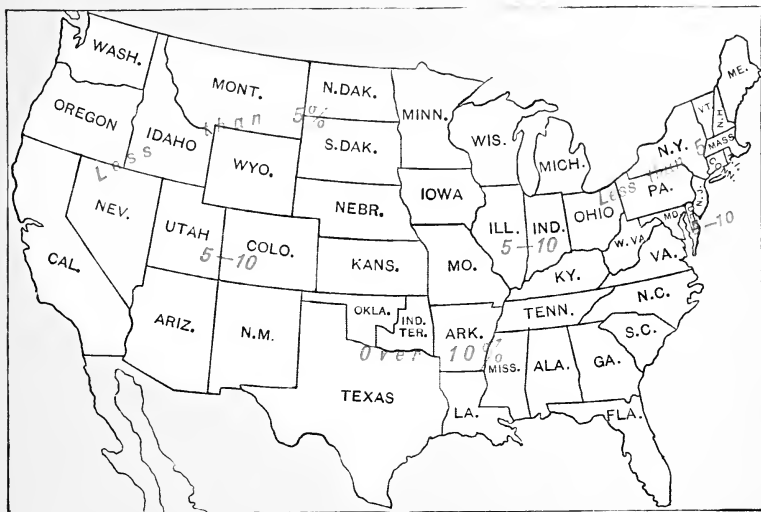 WASH.
MONT.
N.DAK.
MINN.
OREGON
IDAHO
Less than 5%
S.DAK.
WIS.
MICH.
WYO.
ME.
VT.
N.H.
N.Y.
MASS
Less than 5
NEV.
UTAH
5–10
COLO.
NEBR.
IOWA
ILL.
IND.
5–10
OHIO
PA.
N.J.
MD.
5–10
W.VA.
VA.
CAL.
KANS.
MO.
KY.
ARIZ.
N.M.
OKLA.
IND.
TER.
ARK.
Over 10%
TENN.
N.C.
S.C.
TEXAS
LA.
MISS.
ALA.
GA.
FLA.